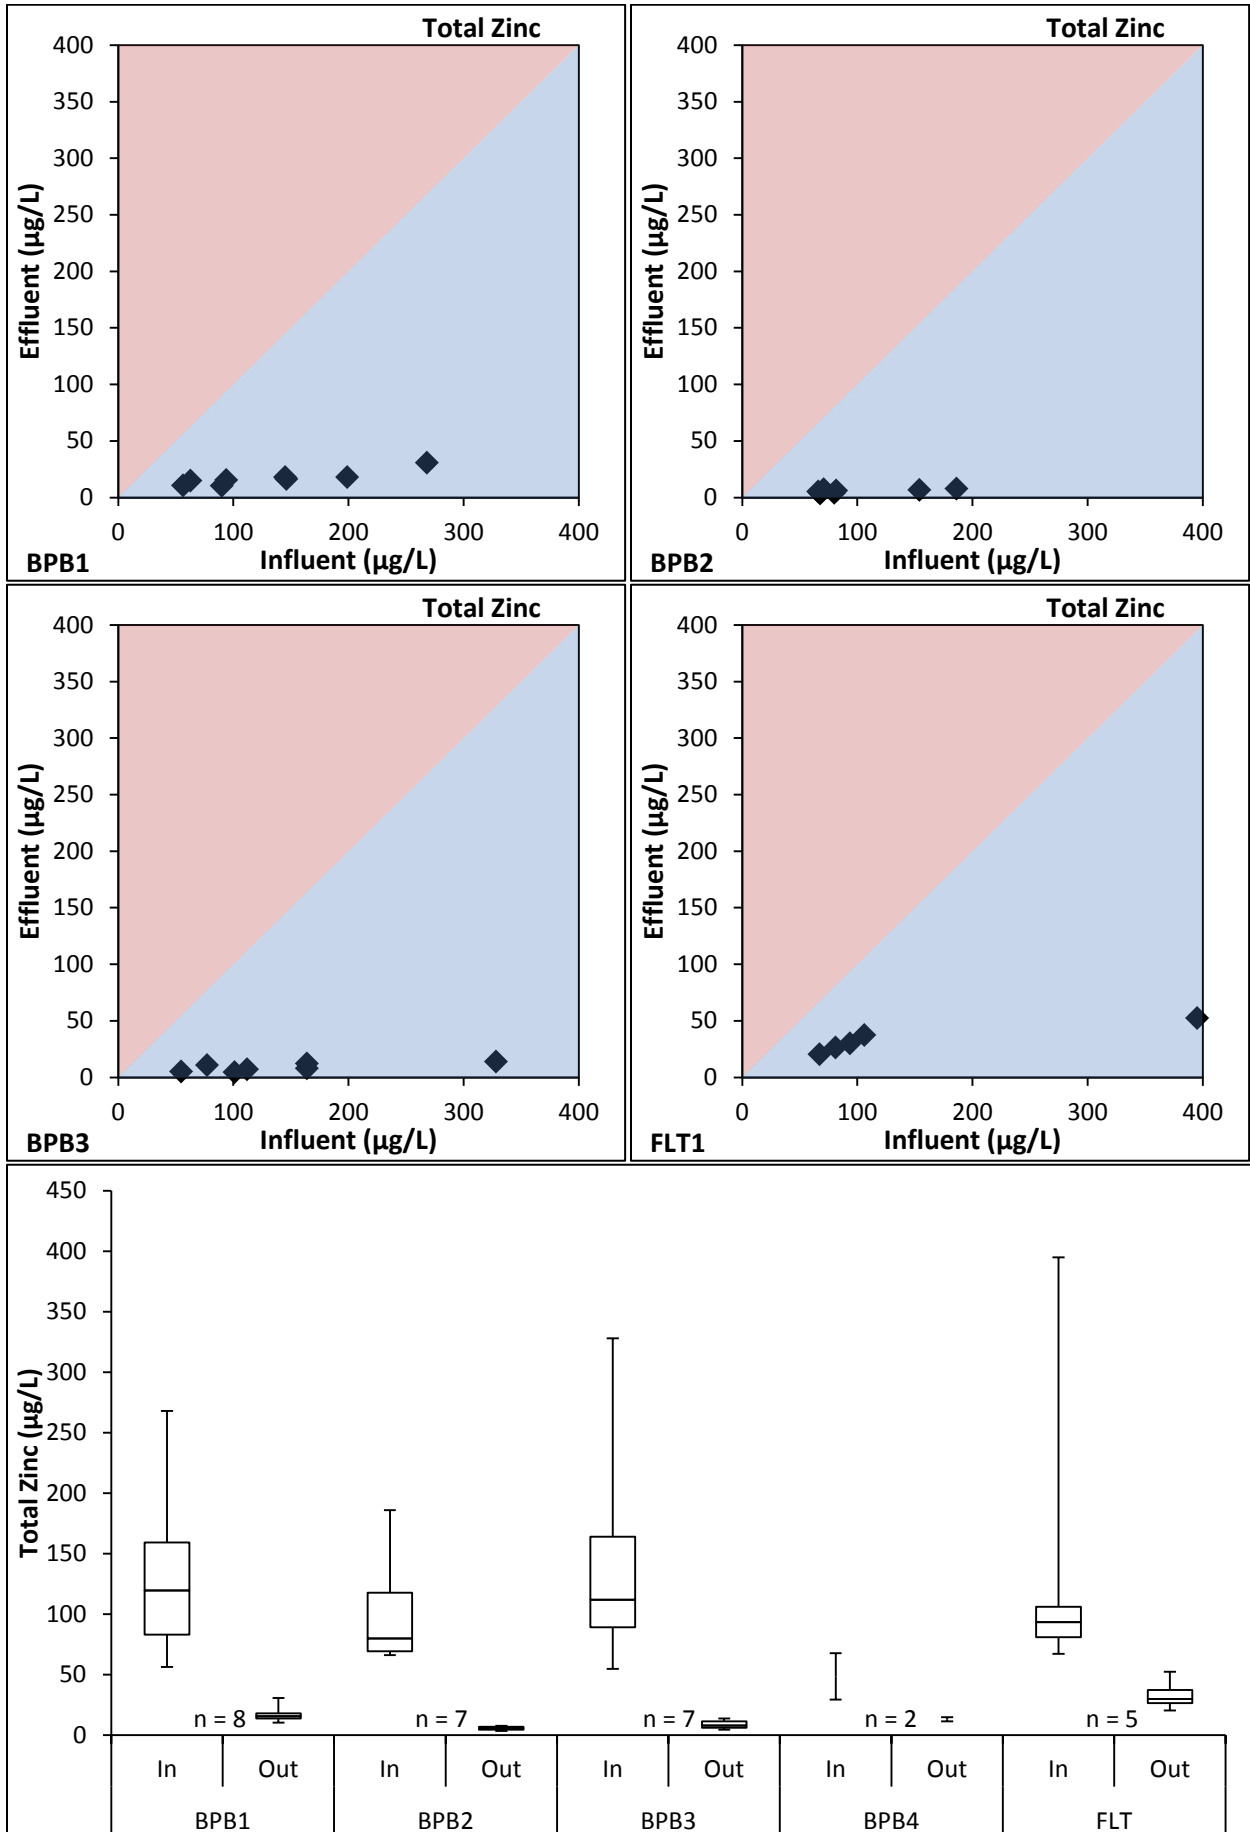 Total Zinc
400
350
300
250
200
150
100
50
0
Effluent (µg/L)
0 100 200 300 400
Influent (µg/L)
BPB1
Total Zinc
400
350
300
250
200
150
100
50
0
Effluent (µg/L)
0 100 200 300 400
Influent (µg/L)
BPB2
Total Zinc
400
350
300
250
200
150
100
50
0
Effluent (µg/L)
0 100 200 300 400
Influent (µg/L)
BPB3
Total Zinc
400
350
300
250
200
150
100
50
0
Effluent (µg/L)
0 100 200 300 400
Influent (µg/L)
FLT1
450
400
350
300
250
200
150
100
50
0
Total Zinc (µg/L)
n = 8 n = 7 n = 7 n = 2 n = 5
In Out In Out In Out In Out In Out
BPB1 BPB2 BPB3 BPB4 FLT